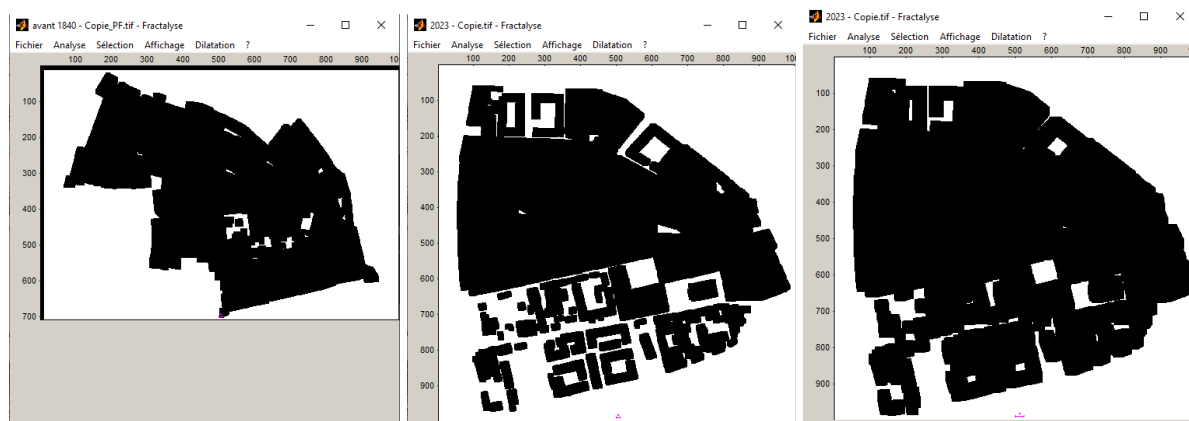 avant 1840 - Copie_PF.tif - Fractalyse
Fichier Analyse Sélection Affichage Dilatation ?
100 200 300 400 500 600 700 800 900 1000
100
200
300
400
500
600
700
2023 - Copie.tif - Fractalyse
Fichier Analyse Sélection Affichage Dilatation ?
100 200 300 400 500 600 700 800 900 100
100
200
300
400
500
600
700
800
900
2023 - Copie.tif - Fractalyse
Fichier Analyse Sélection Affichage Dilatation ?
100 200 300 400 500 600 700 800 900
100
200
300
400
500
600
700
800
900